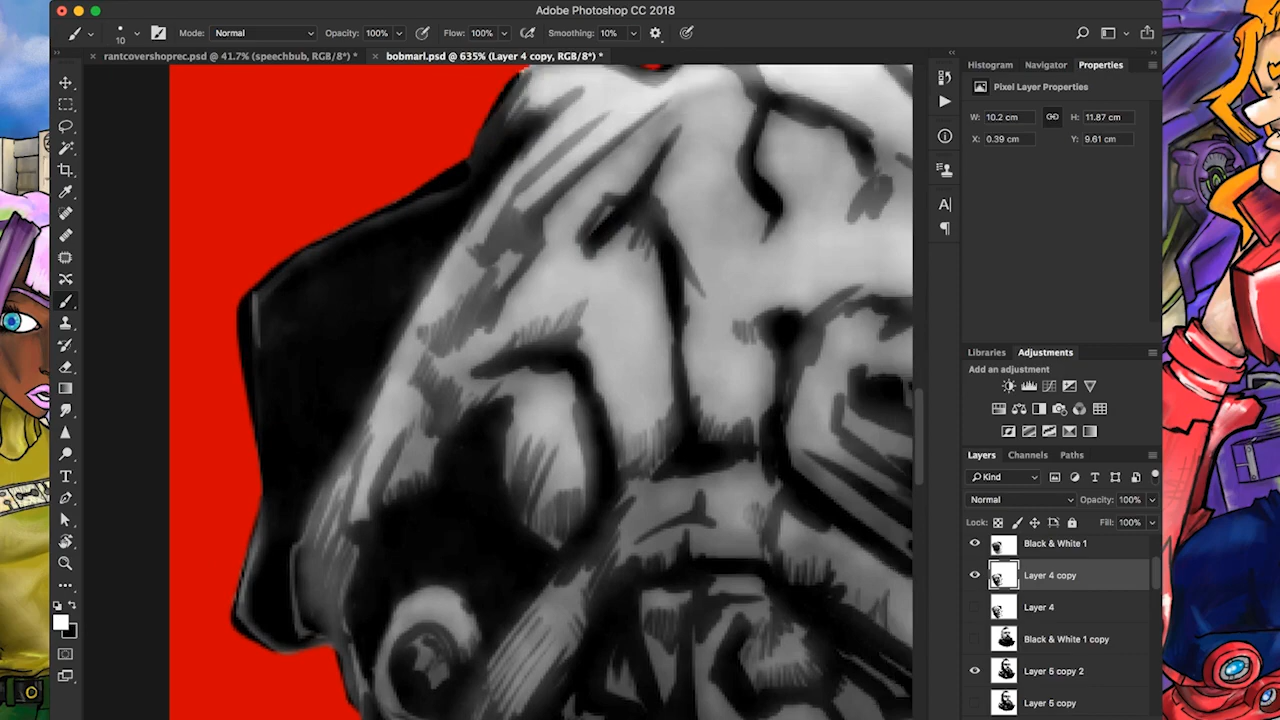 Adobe Photoshop CC 2018
10 Mode: Normal Opacity: 100% Flow: 100% Smoothing: 10%
rantcovershoprec.psd @ 41.7% (speechbub, RGB/8*) * bobmarl.psd @ 635% (Layer 4 copy, RGB/8*) *
Histogram Navigator Properties
Pixel Layer Properties
W: 10.2 cm H: 11.87 cm
X: 0.39 cm Y: 9.61 cm
Libraries Adjustments
Add an adjustment
Layers Channels Paths
Kind
Normal Opacity: 100%
Lock: Fill: 100%
Black & White 1
Layer 4 copy
Layer 4
Black & White 1 copy
Layer 5 copy 2
Layer 5 copy